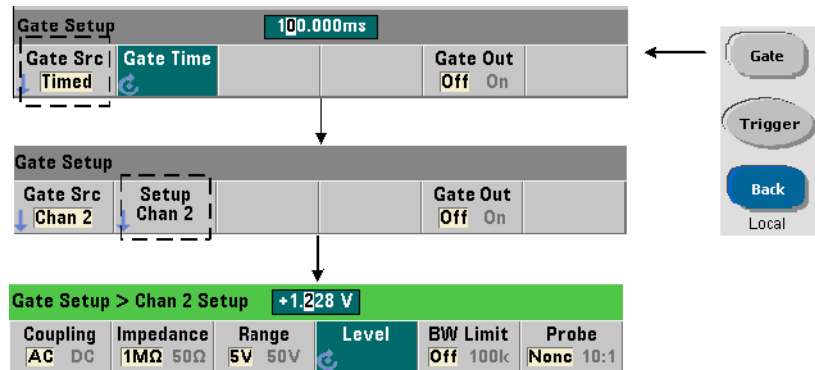 Gate Setup 100.000ms
Gate Src Gate Time Gate Out
Timed Off On
Gate
Trigger
Back
Local
Gate Setup
Gate Src Setup Gate Out
Chan 2 Chan 2 Off On
Gate Setup > Chan 2 Setup +1.228 V
Coupling Impedance Range Level BW Limit Probe
AC DC 1MΩ 50Ω 5V 50V Off 100k None 10:1